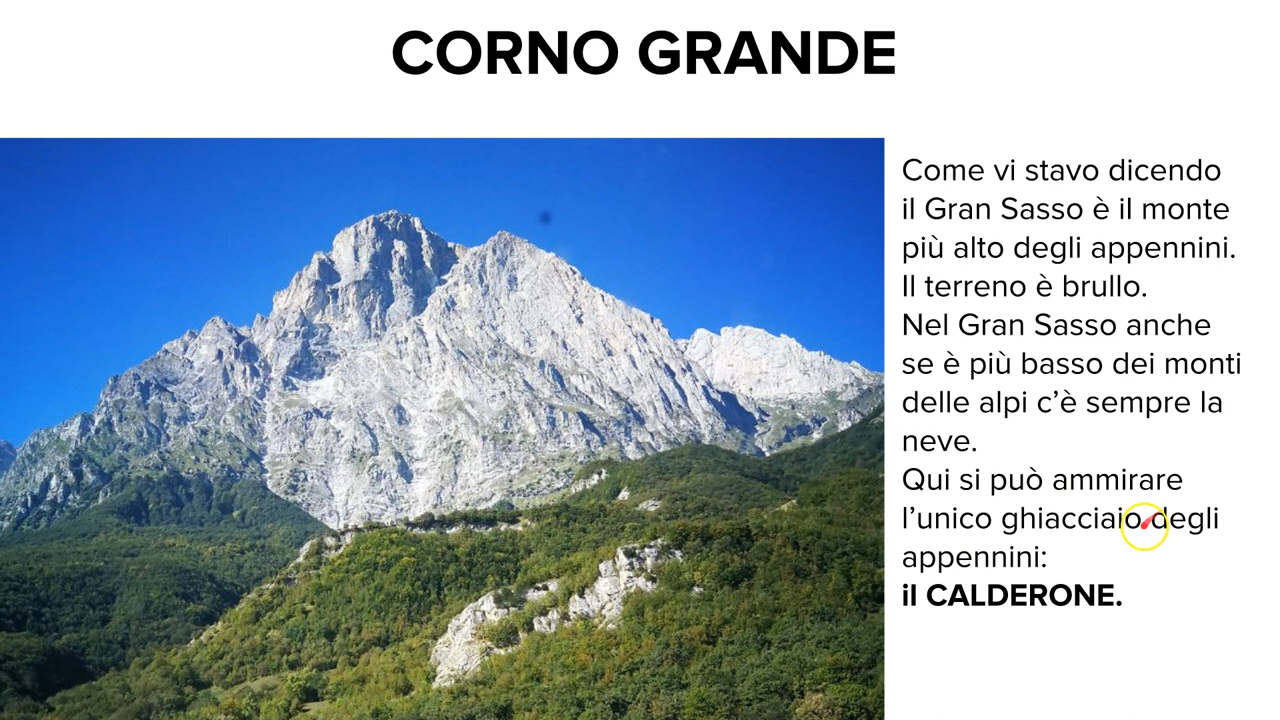 CORNO GRANDE
Come vi stavo dicendo
il Gran Sasso è il monte
più alto degli appennini.
Il terreno è brullo.
Nel Gran Sasso anche
se è più basso dei monti
delle alpi c’è sempre la
neve.
Qui si può ammirare
l’unico ghiacciaio degli
appennini:
il CALDERONE.